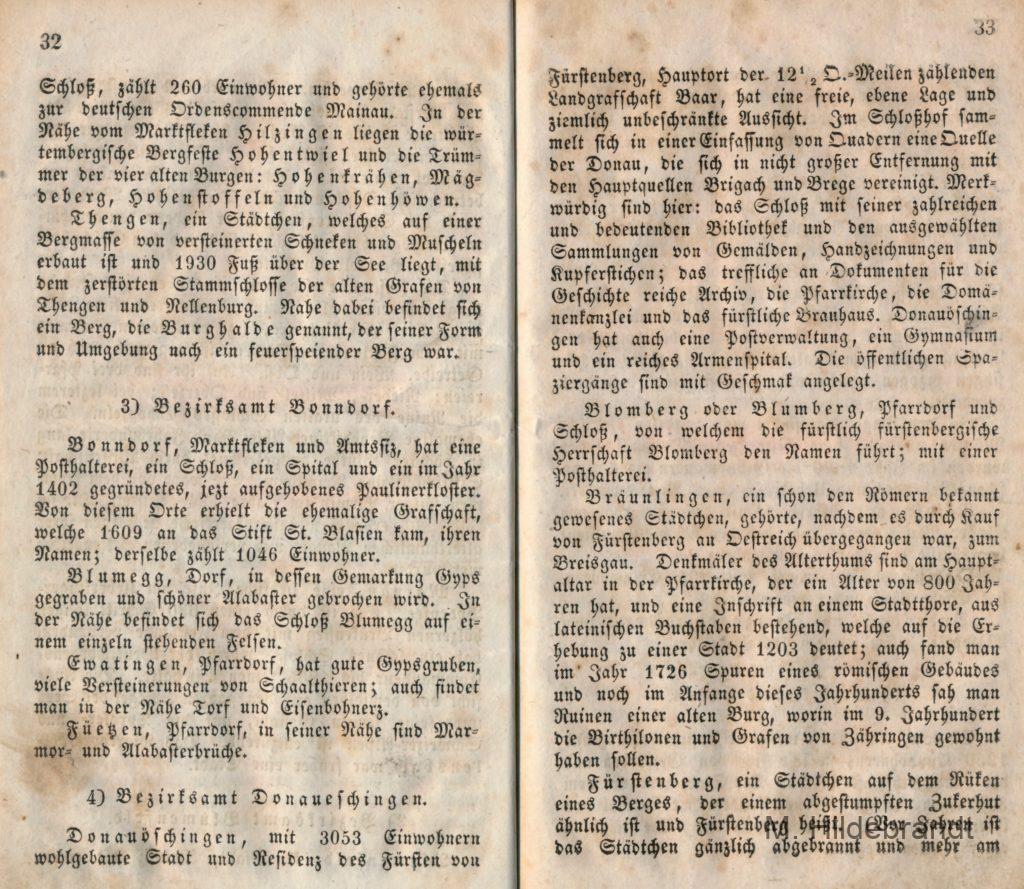 32
Schloß, zählt 260 Einwohner und gehörte ehemals
zur deutschen Ordenscommende Mainau. In der
Nähe vom Marktfleken Hilzingen liegen die wür-
tembergische Bergfeste Hohentwiel und die Trüm-
mer der vier alten Burgen: Hohenkrähen, Mäg-
deberg, Hohenstoffeln und Hohenhöwen.
Thengen, ein Städtchen, welches auf einer
Bergmasse von versteinerten Schneken und Muscheln
erbaut ist und 1930 Fuß über der See liegt, mit
dem zerstörten Stammschlosse der alten Grafen von
Thengen und Nellenburg. Nahe dabei befindet sich
ein Berg, die Burghalde genannt, der seiner Form
und Umgebung nach ein feuerspeiender Berg war.
3) Bezirksamt Bonndorf.
Bonndorf, Marktfleken und Amtssiz, hat eine
Posthalterei, ein Schloß, ein Spital und ein im Jahr
1402 gegründetes, jezt aufgehobenes Paulinerkloster.
Von diesem Orte erhielt die ehemalige Grafschaft,
welche 1609 an das Stift St. Blasien kam, ihren
Namen; derselbe zählt 1046 Einwohner.
Blumegg, Dorf, in dessen Gemarkung Gyps
gegraben und schöner Alabaster gebrochen wird. In
der Nähe befindet sich das Schloß Blumegg auf ei-
nem einzeln stehenden Felsen.
Ewatingen, Pfarrdorf, hat gute Gypsgruben,
viele Versteinerungen von Schaalthieren; auch findet
man in der Nähe Torf und Eisenbohnerz.
Füetzen, Pfarrdorf, in seiner Nähe sind Mar-
mor- und Alabasterbrüche.
4) Bezirksamt Donaueschingen.
Donauöschingen, mit 3053 Einwohnern
wohlgebaute Stadt und Residenz des Fürsten von
33
Fürstenberg, Hauptort der 12 1/2 Q.-Meilen zählenden
Landgrafschaft Baar, hat eine freie, ebene Lage und
ziemlich unbeschränkte Aussicht. Im Schloßhof sam-
melt sich in einer Einfassung von Quadern eine Quelle
der Donau, die sich in nicht großer Entfernung mit
den Hauptquellen Brigach und Brege vereinigt. Merk-
würdig sind hier: das Schloß mit seiner zahlreichen
und bedeutenden Bibliothek und den ausgewählten
Sammlungen von Gemälden, Handzeichnungen und
Kupferstichen; das treffliche an Dokumenten für die
Geschichte reiche Archiv, die Pfarrkirche, die Domä-
nenkanzlei und das fürstliche Brauhaus. Donauöschin-
gen hat auch eine Postverwaltung, ein Gymnasium
und ein reiches Armenspital. Die öffentlichen Spa-
ziergänge sind mit Geschmak angelegt.
Blomberg oder Blumberg, Pfarrdorf und
Schloß, von welchem die fürstlich fürstenbergische
Herrschaft Blomberg den Namen führt; mit einer
Posthalterei.
Bräunlingen, ein schon den Römern bekannt
gewesenes Städtchen, gehörte, nachdem es durch Kauf
von Fürstenberg an Oestreich übergegangen war, zum
Breisgau. Denkmäler des Alterthums sind am Haupt-
altar in der Pfarrkirche, der ein Alter von 800 Jah-
ren hat, und eine Inschrift an einem Stadtthore, aus
lateinischen Buchstaben bestehend, welche auf die Er-
hebung zu einer Stadt 1203 deutet; auch fand man
im Jahr 1726 Spuren eines römischen Gebäudes
und noch im Anfange dieses Jahrhunderts sah man
Ruinen einer alten Burg, worin im 9. Jahrhundert
die Birthilonen und Grafen von Zähringen gewohnt
haben sollen.
Fürstenberg, ein Städtchen auf dem Rüken
eines Berges, der einem abgestumpften Zukerhut
ähnlich ist und Fürstenberg heißt. Vor Jahren ist
das Städtchen gänzlich abgebrannt und mehr am
M. Hildebrandt